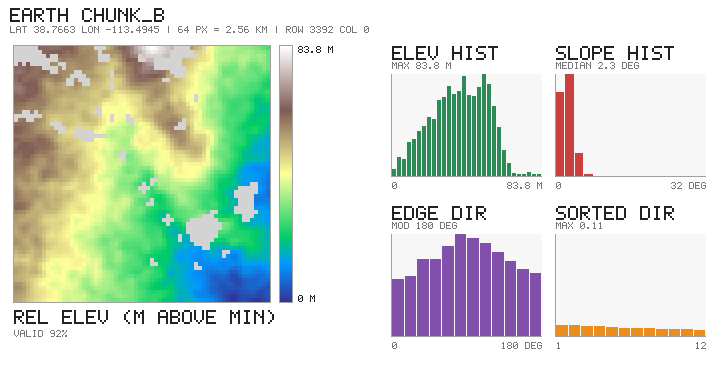 EARTH CHUNK_B
LAT 38.7663 LON -113.4945 | 64 PX = 2.56 KM | ROW 3392 COL 0
83.8 M
0 M
REL ELEV (M ABOVE MIN)
VALID 92%
ELEV HIST
MAX 83.8 M
0 83.8 M
SLOPE HIST
MEDIAN 2.3 DEG
0 32 DEG
EDGE DIR
MOD 180 DEG
0 180 DEG
SORTED DIR
MAX 0.11
1 12